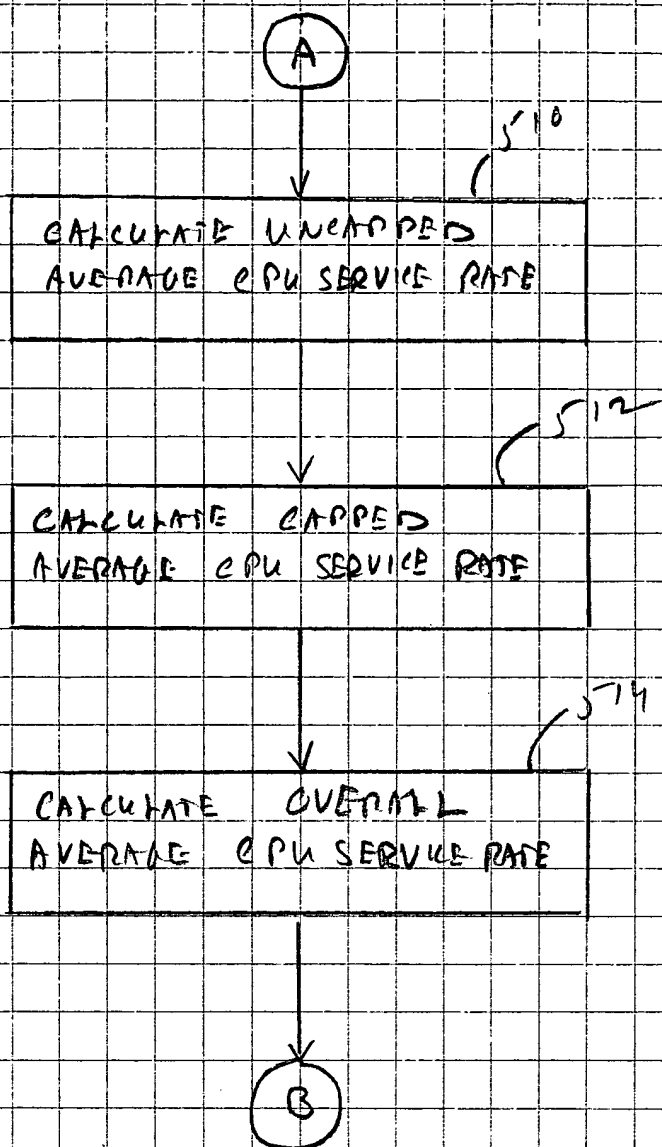 A
510
CALCULATE UNCAPPED
AVERAGE CPU SERVICE RATE
512
CALCULATE CAPPED
AVERAGE CPU SERVICE RATE
514
CALCULATE OVERALL
AVERAGE CPU SERVICE RATE
B